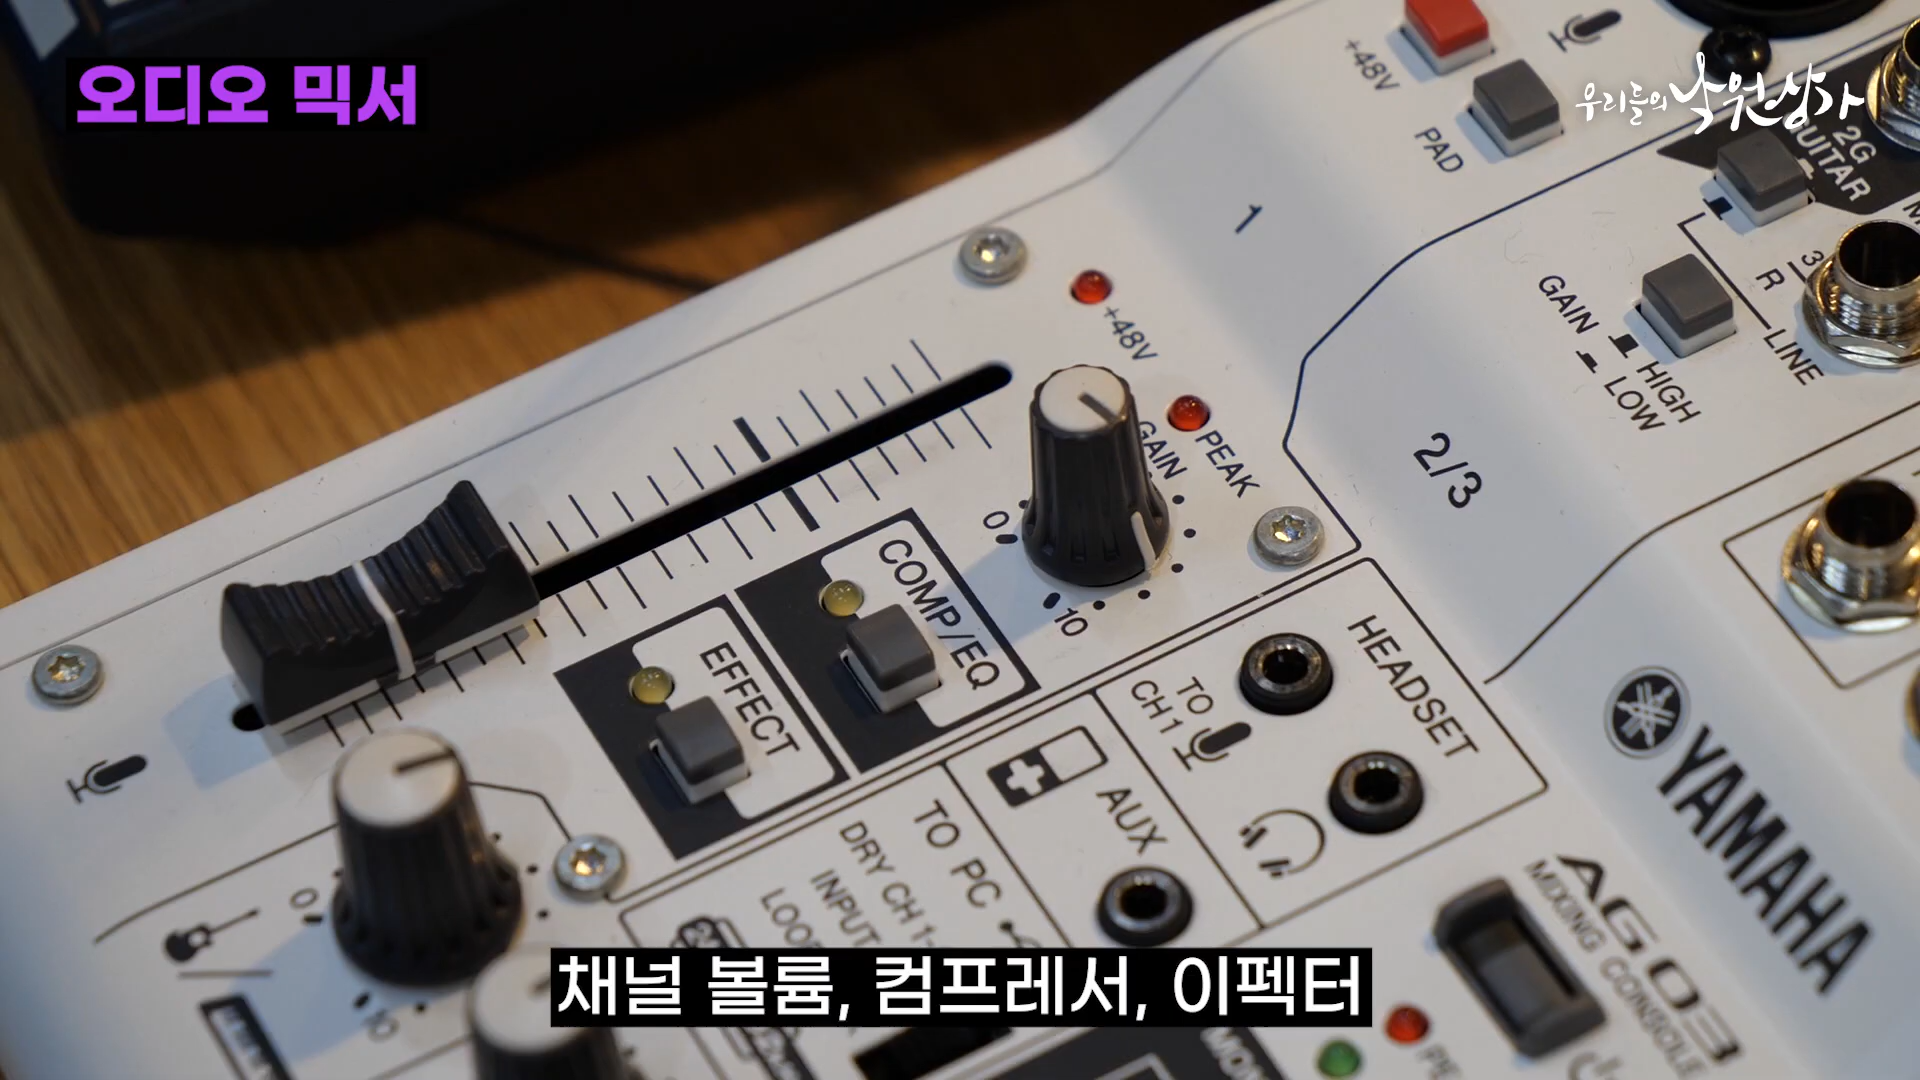 오디오 믹서
우리들의 낙원상가
+48V
PAD
2G
GUITAR
1
GAIN
HIGH
LOW
3
R
LINE
+48V
PEAK
GAIN
0
10
2/3
COMP/EQ
EFFECT
HEADSET
TO
CH1
AUX
TO PC
DRY CH 1-
INPUT
YAMAHA
AG03
MIXING CONSOLE
0
10
채널 볼륨, 컴프레서, 이펙터